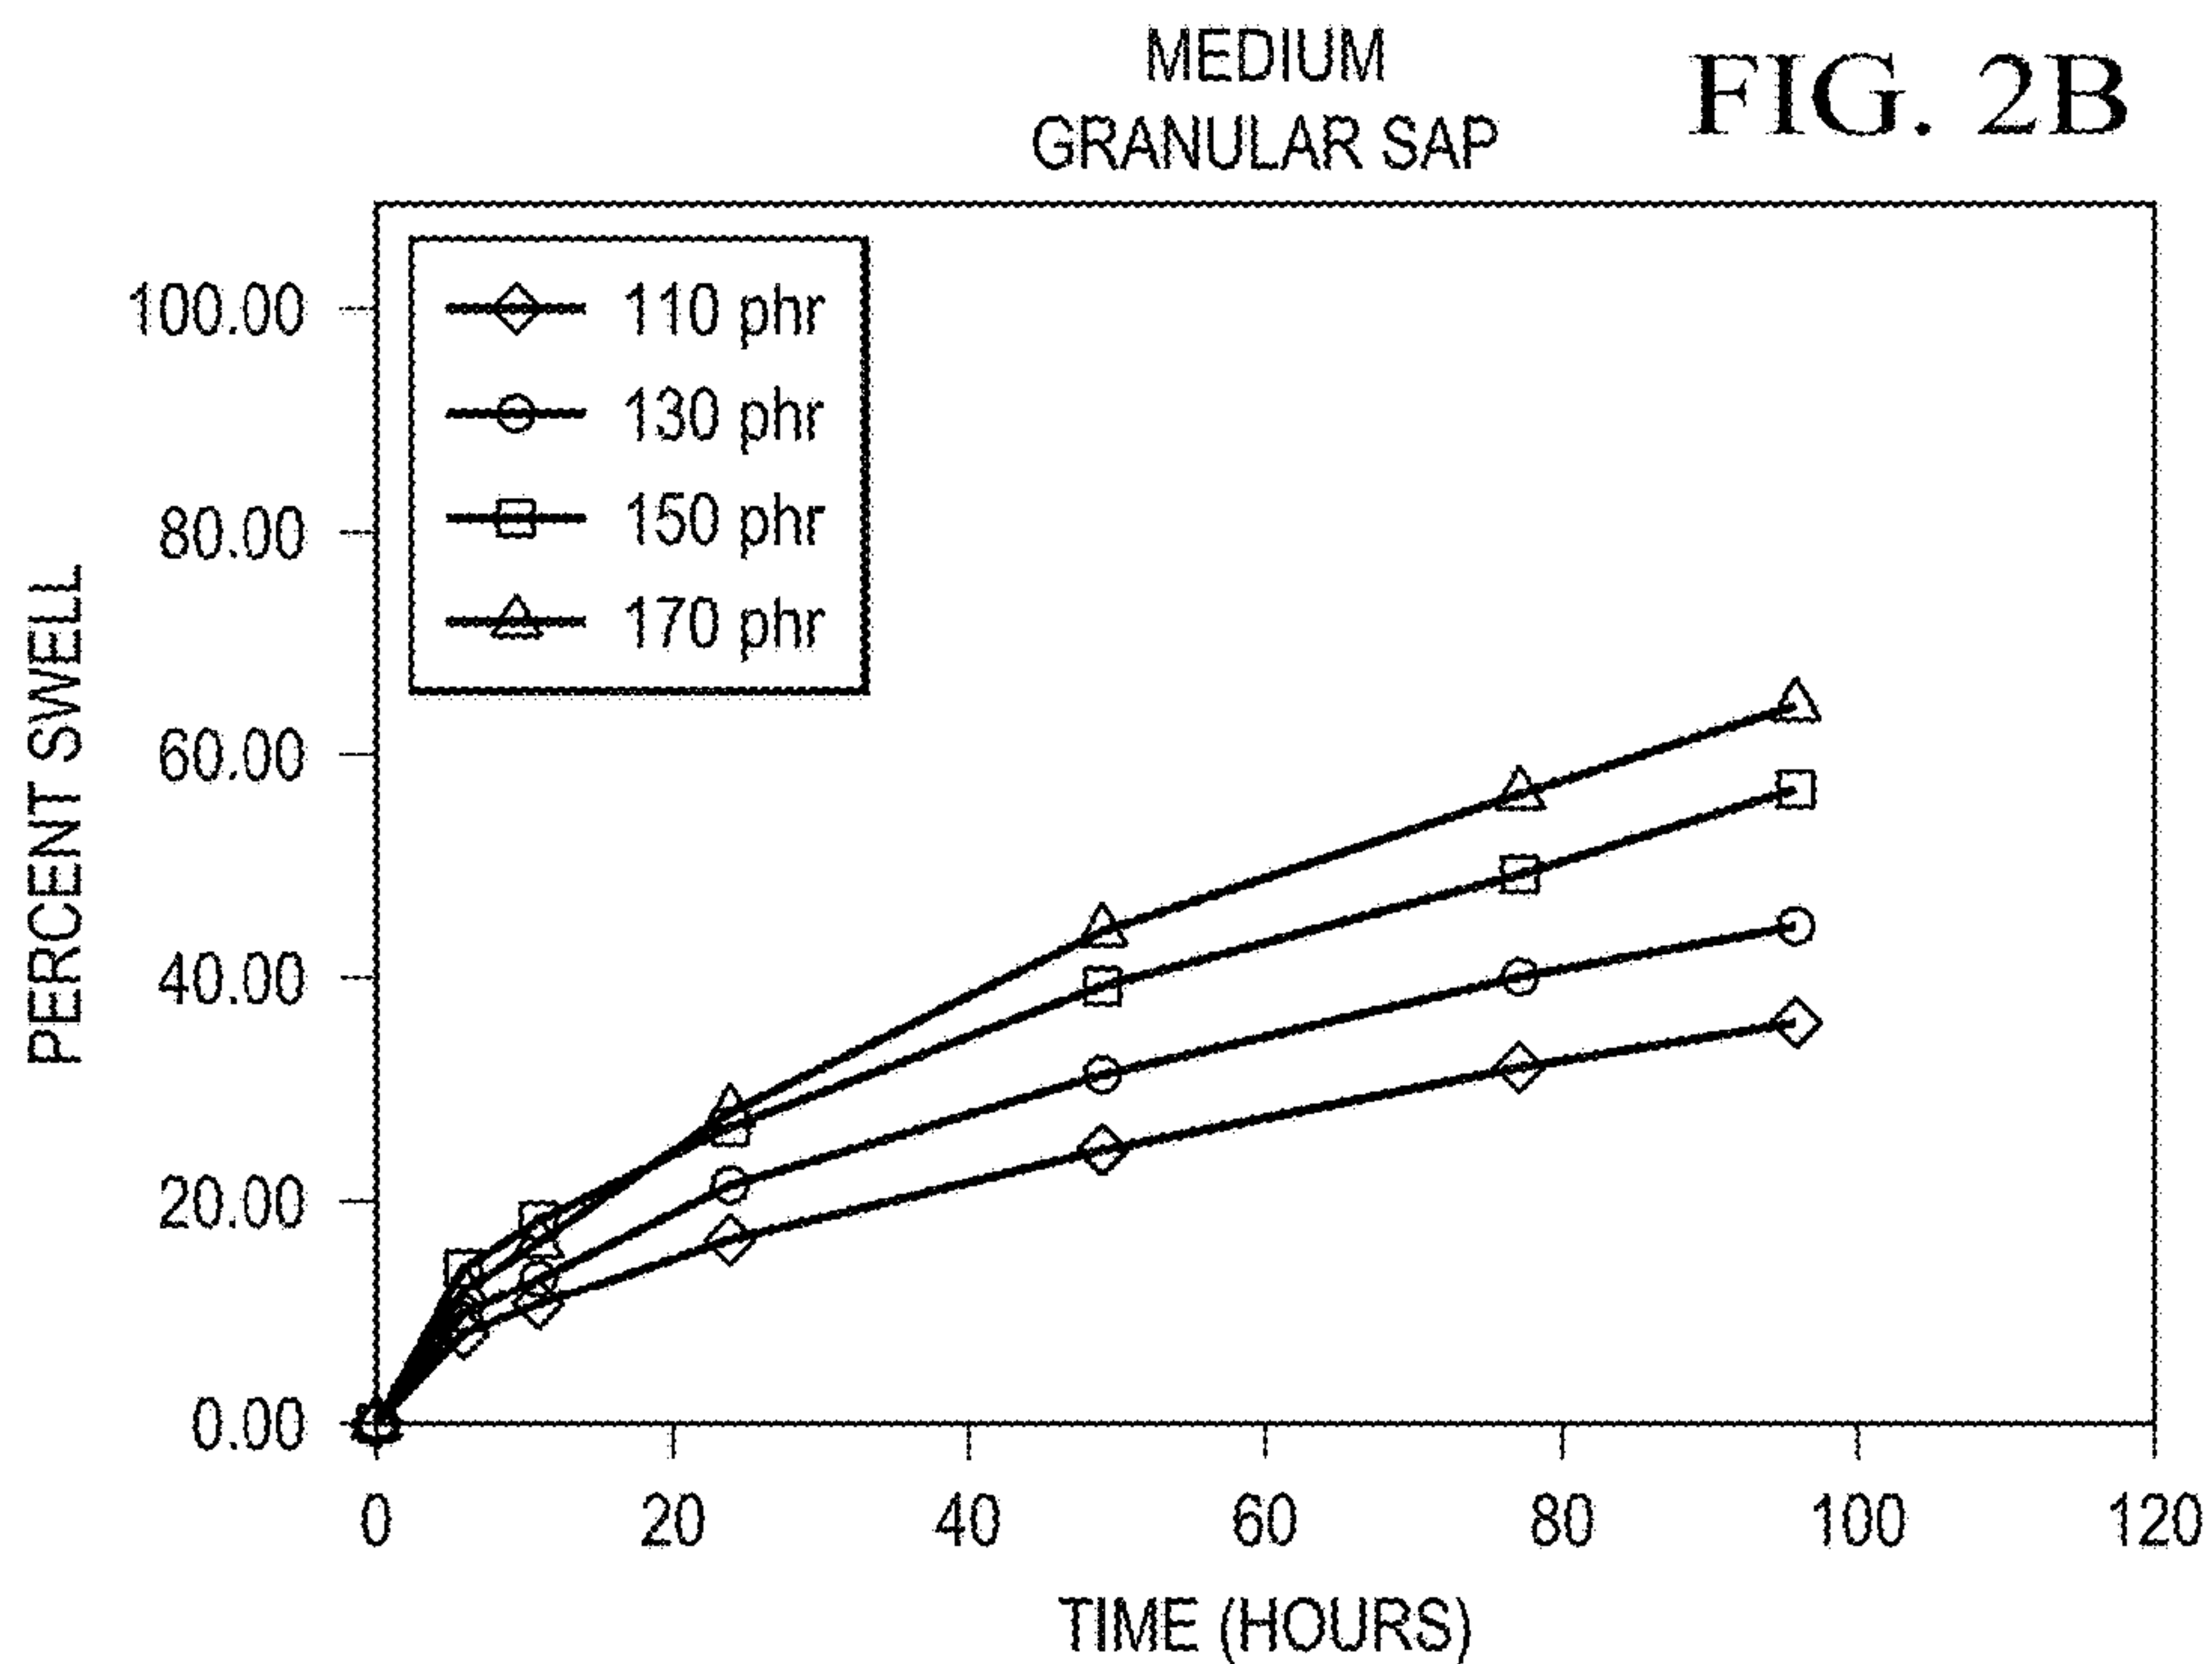 MEDIUM
GRANULAR SAP
FIG. 2B
110 phr
130 phr
150 phr
170 phr
PERCENT SWELL
100.00
80.00
60.00
40.00
20.00
0.00
0 20 40 60 80 100 120
TIME (HOURS)